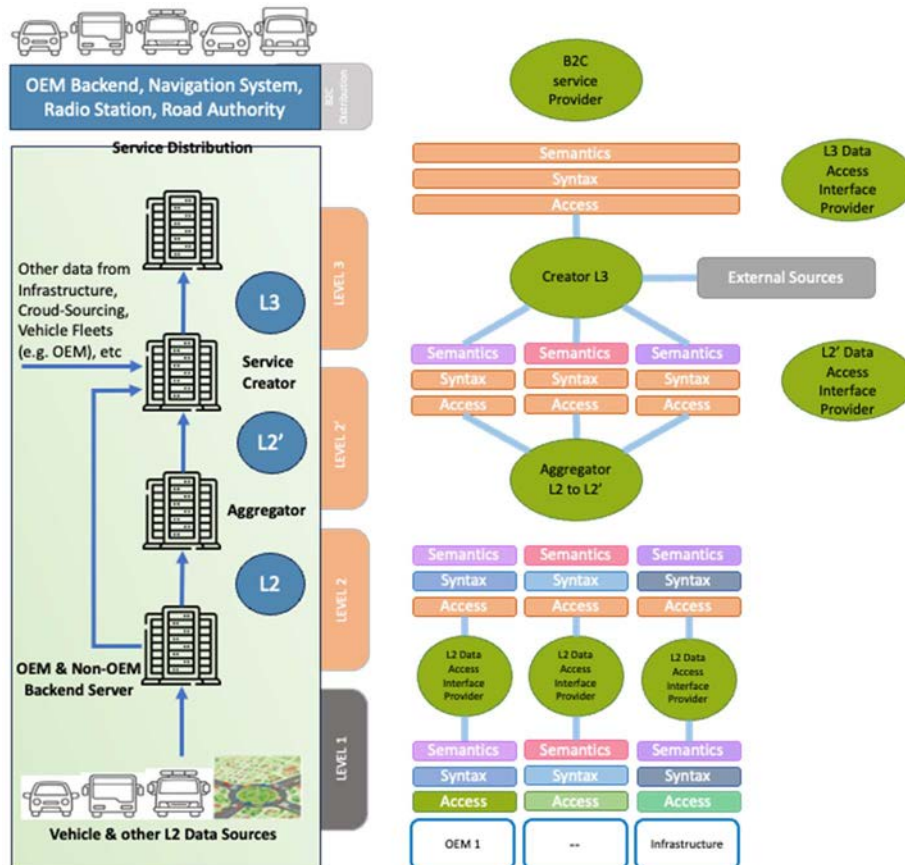 OEM Backend, Navigation System,
Radio Station, Road Authority
B2C
Distribution
Service Distribution
Other data from
Infrastructure,
Croud-Sourcing,
Vehicle Fleets
(e.g. OEM), etc
L3
LEVEL 3
Service
Creator
L2'
LEVEL 2'
Aggregator
L2
LEVEL 2
OEM & Non-OEM
Backend Server
LEVEL 1
Vehicle & other L2 Data Sources
B2C
service
Provider
Semantics
Syntax
Access
L3 Data
Access
Interface
Provider
Creator L3
External Sources
Semantics
Semantics
Semantics
Syntax
Syntax
Syntax
Access
Access
Access
L2' Data
Access
Interface
Provider
Aggregator
L2 to L2'
Semantics
Semantics
Semantics
Syntax
Syntax
Syntax
Access
Access
Access
L2 Data
Access
Interface
Provider
L2 Data
Access
Interface
Provider
L2 Data
Access
Interface
Provider
Semantics
Semantics
Semantics
Syntax
Syntax
Syntax
Access
Access
Access
OEM 1
--
Infrastructure